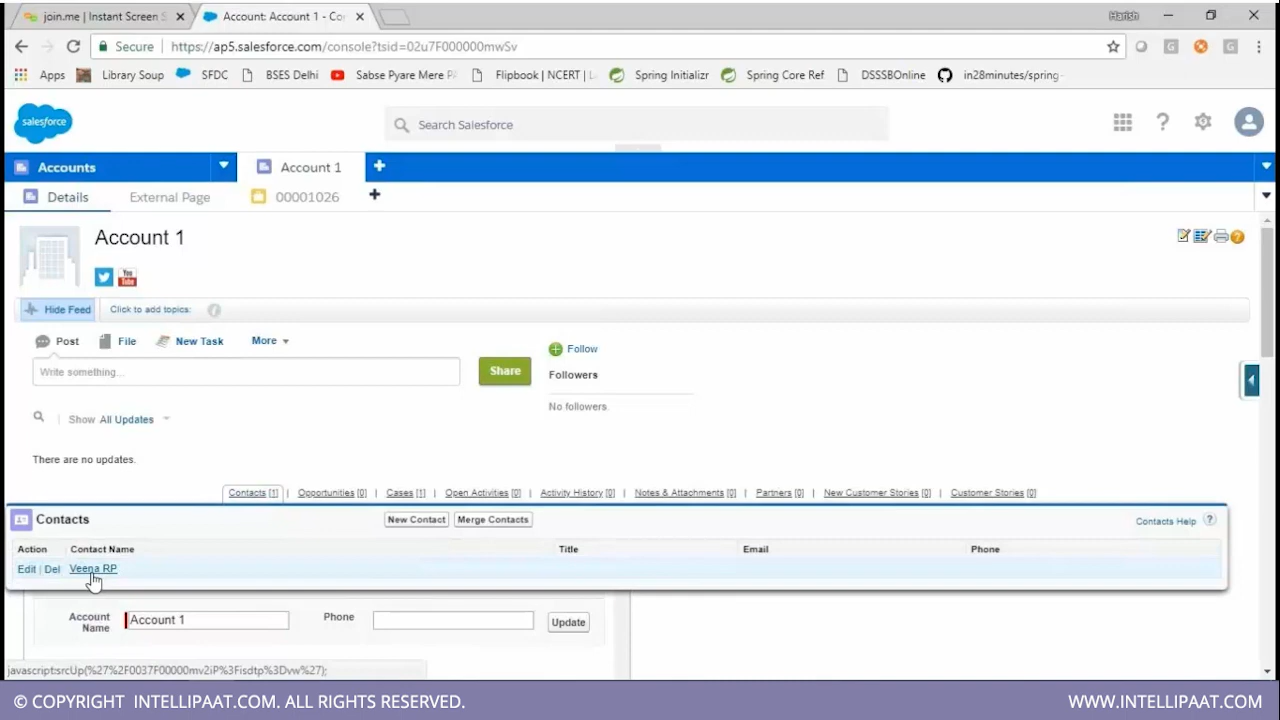 join.me | Instant Screen S
Account: Account 1 - Co
Harish
Secure
https://ap5.salesforce.com/console?tsid=02u7F000000mwSv
Apps
Library Soup
SFDC
BSES Delhi
Sabse Pyare Mere P
Flipbook | NCERT | L
Spring Initializr
Spring Core Ref
DSSSBOnline
in28minutes/spring-
salesforce
Search Salesforce
Accounts
Account 1
Details
External Page
00001026
Account 1
You Tube
Hide Feed
Click to add topics:
Post
File
New Task
More
Follow
Write something...
Share
Followers
No followers.
Show All Updates
There are no updates.
Contacts [1] | Opportunities [0] | Cases [1] | Open Activities [0] | Activity History [0] | Notes & Attachments [0] | Partners [0] | New Customer Stories [0] | Customer Stories [0]
Contacts
New Contact
Merge Contacts
Contacts Help
Action
Contact Name
Title
Email
Phone
Edit | Del
Veena RP
Account Name
Account 1
Phone
Update
javascript:srcUp(%27%2F0037F00000mv2iP%3Fisdtp%3Dvw%27);
© COPYRIGHT INTELLIPAAT.COM. ALL RIGHTS RESERVED.
WWW.INTELLIPAAT.COM